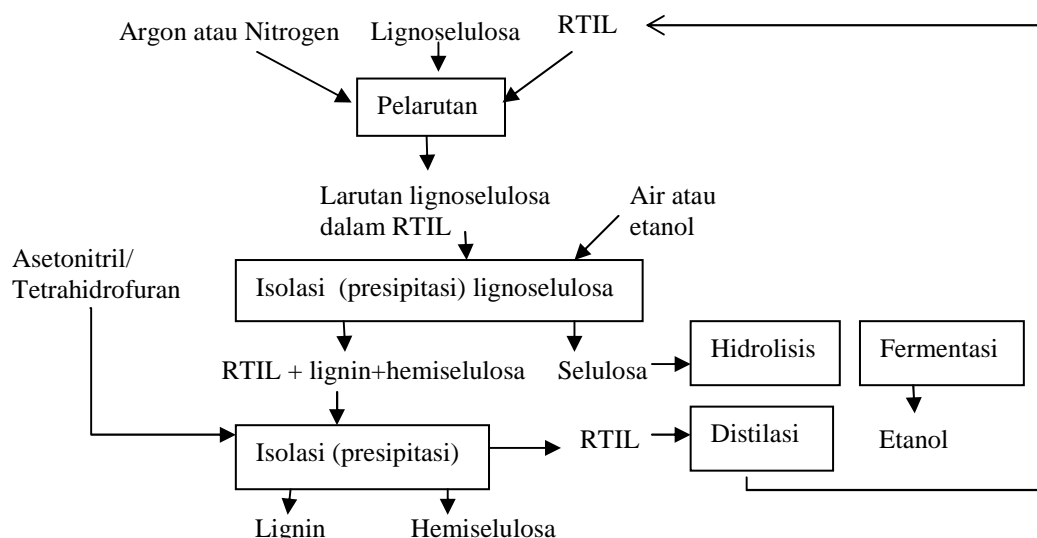 Argon atau Nitrogen
Lignoselulosa
RTIL
Pelarutan
Larutan lignoselulosa
dalam RTIL
Air atau
etanol
Asetonitril/
Tetrahidrofuran
Isolasi (presipitasi) lignoselulosa
RTIL + lignin+hemiselulosa
Selulosa
Hidrolisis
Fermentasi
Isolasi (presipitasi)
RTIL
Distilasi
Etanol
Lignin
Hemiselulosa